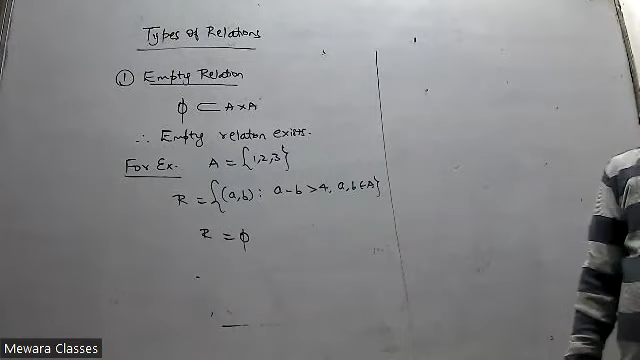 Types of Relations
① Empty Relation
ϕ ⊂ A×A
∴ Empty relation exists.
For Ex. A = {1,2,3}
R = {(a,b) : a-b > 4, a,b ∈ A}
R = ϕ
Mewara Classes